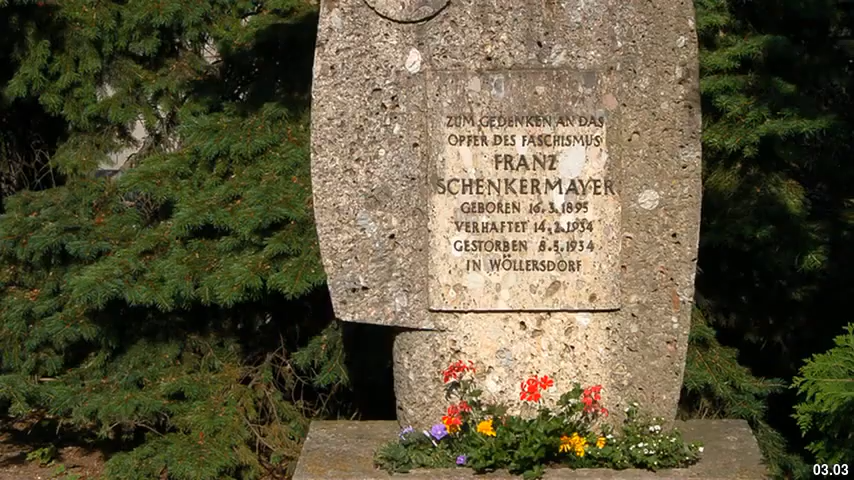 ZUM GEDENKEN AN DAS
OPFER DES FASCHISMUS
FRANZ
SCHENKERMAYER
GEBOREN 16.3.1895
VERHAFTET 14.2.1934
GESTORBEN 8.5.1934
IN WÖLLERSDORF
03.03